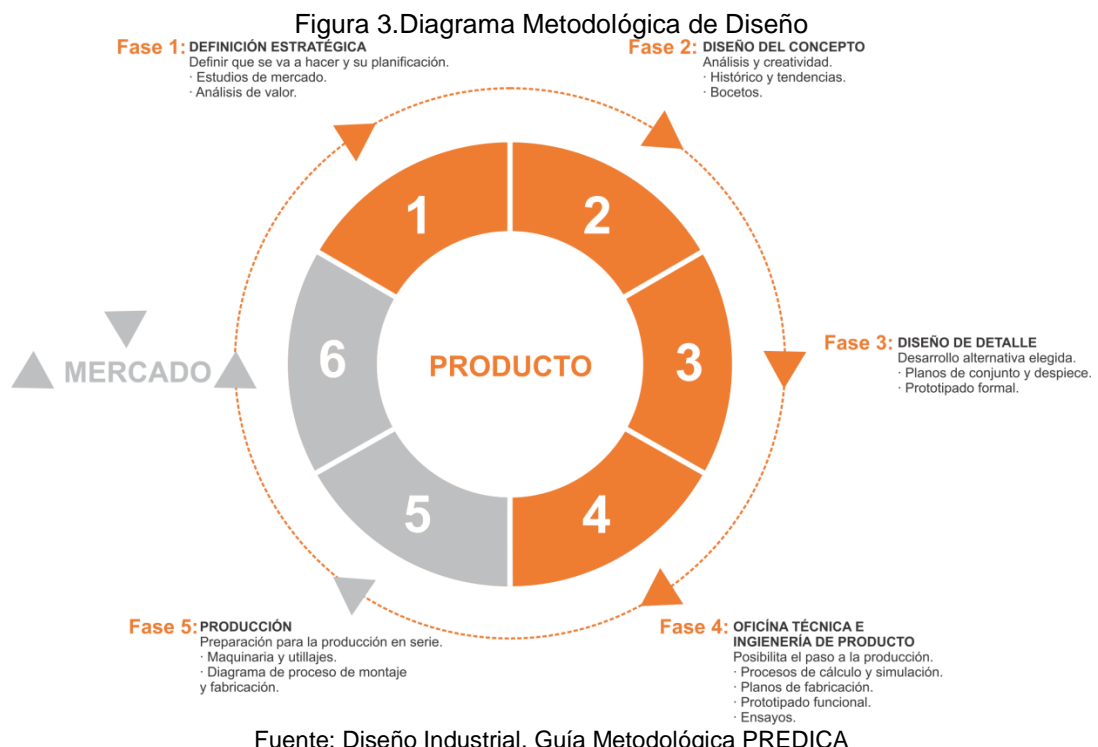 Figura 3.Diagrama Metodológica de Diseño
Fase 1: DEFINICIÓN ESTRATÉGICA
Definir que se va a hacer y su planificación.
· Estudios de mercado.
· Análisis de valor.
Fase 2: DISEÑO DEL CONCEPTO
Análisis y creatividad.
· Histórico y tendencias.
· Bocetos.
1
2
3
4
5
6
PRODUCTO
MERCADO
Fase 3: DISEÑO DE DETALLE
Desarrollo alternativa elegida.
· Planos de conjunto y despiece.
· Prototipado formal.
Fase 5: PRODUCCIÓN
Preparación para la producción en serie.
· Maquinaria y utillajes.
· Diagrama de proceso de montaje
y fabricación.
Fase 4: OFICÍNA TÉCNICA E
INGIENERÍA DE PRODUCTO
Posibilita el paso a la producción.
· Procesos de cálculo y simulación.
· Planos de fabricación.
· Prototipado funcional.
· Ensayos.
Fuente: Diseño Industrial. Guía Metodológica PREDICA